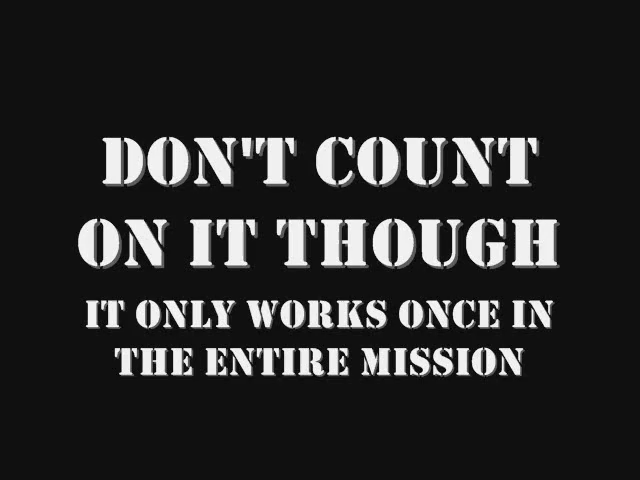 DON'T COUNT
ON IT THOUGH
IT ONLY WORKS ONCE IN
THE ENTIRE MISSION